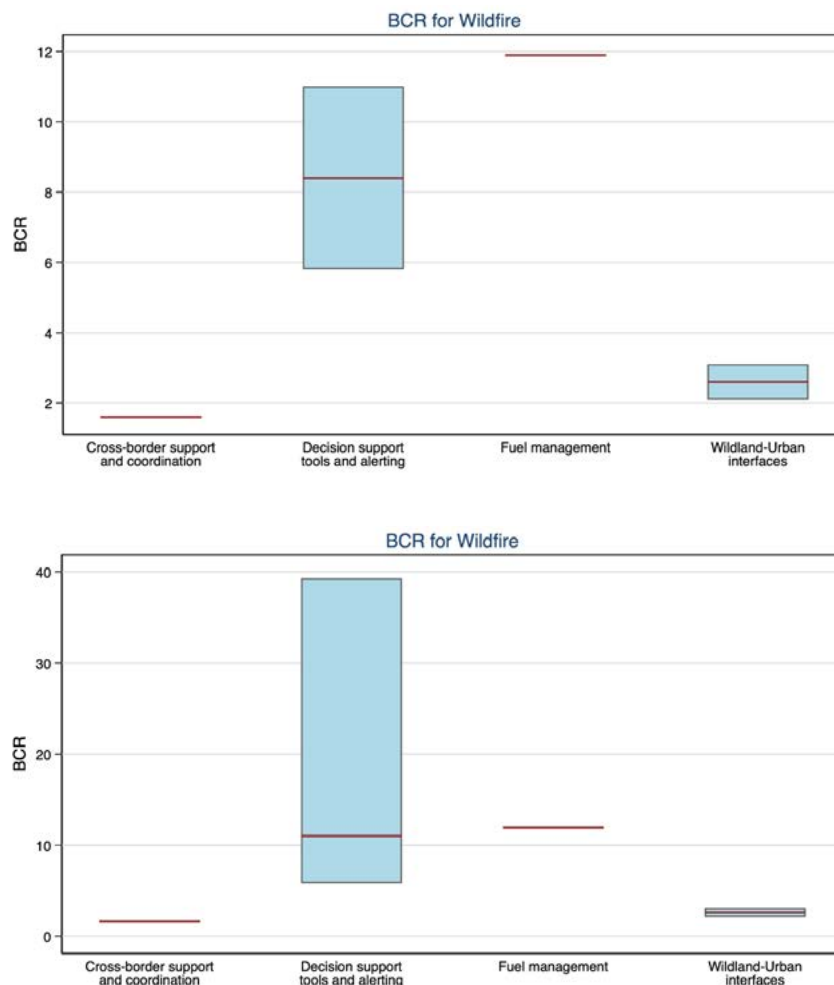 BCR for Wildfire
12
10
8
6
4
2
BCR
Cross-border support
and coordination
Decision support
tools and alerting
Fuel management
Wildland-Urban
interfaces
BCR for Wildfire
40
30
20
10
0
BCR
Cross-border support
and coordination
Decision support
tools and alerting
Fuel management
Wildland-Urban
interfaces